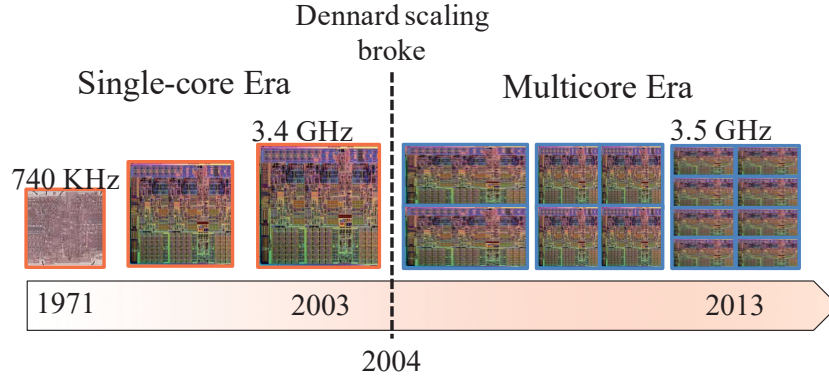 Dennard scaling
broke
Single-core Era
Multicore Era
740 KHz
3.4 GHz
3.5 GHz
1971
2003
2013
2004